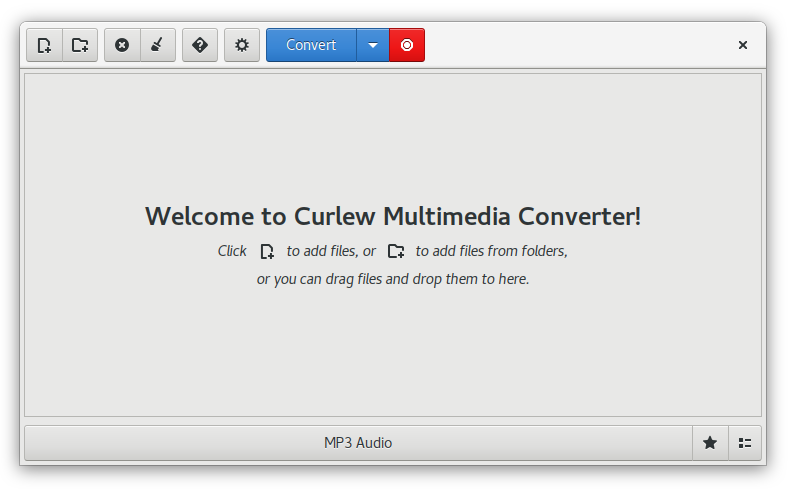 Convert
Welcome to Curlew Multimedia Converter!
Click to add files, or to add files from folders,
or you can drag files and drop them to here.
MP3 Audio